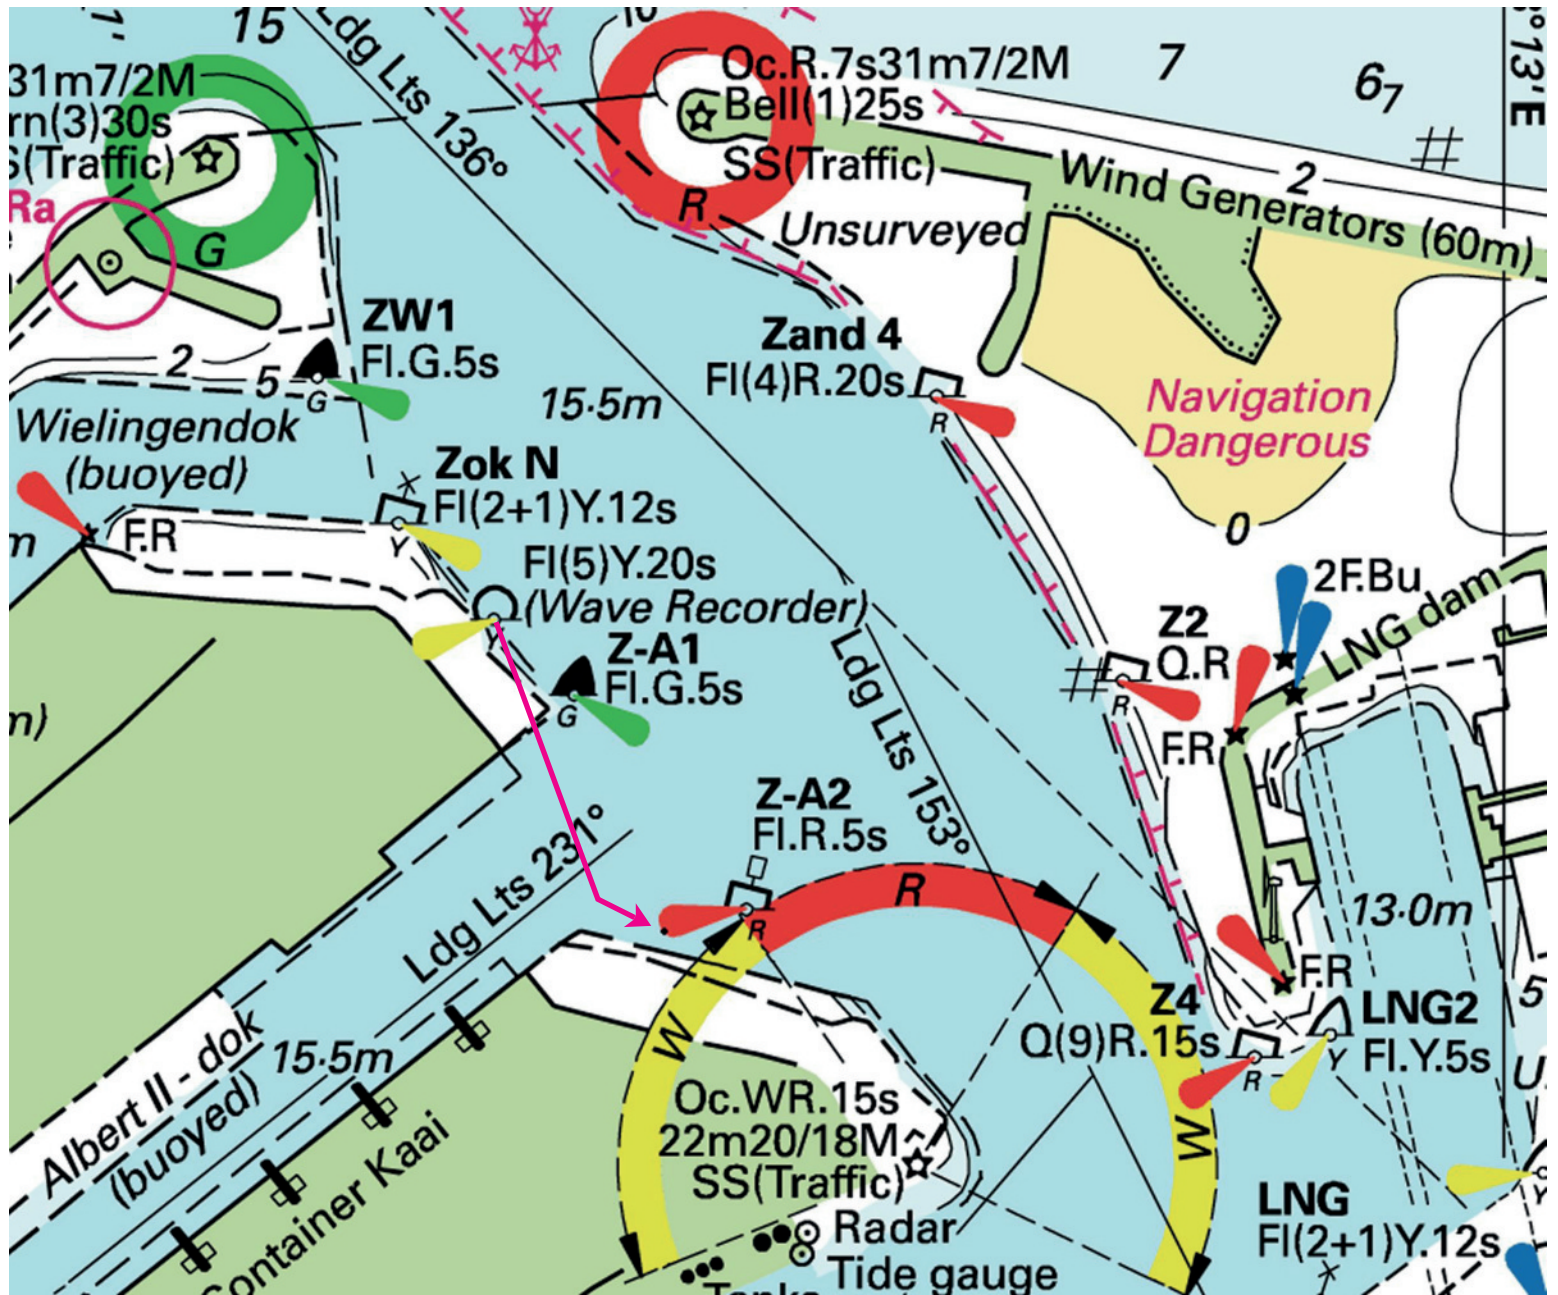 15
10
Ldg Lts 136°
31m7/2M
rn(3)30s
S(Traffic)
Ra
G
Oc.R.7s31m7/2M
Bell(1)25s
SS(Traffic)
R
7
6₇
13'E
2
Wind Generators (60m)
Unsurveyed
ZW1
Fl.G.5s
G
2
5
Zand 4
Fl(4)R.20s
R
15·5m
Navigation
Dangerous
0
Wielingendok
(buoyed)
Zok N
Fl(2+1)Y.12s
Y
F.R
m
Fl(5)Y.20s
(Wave Recorder)
Y
Z-A1
Fl.G.5s
G
m)
Ldg Lts 153°
Z2
Q.R
R
2F.Bu
LNG dam
F.R
Z-A2
Fl.R.5s
R
R
Ldg Lts 231°
13·0m
F.R
5
W
W
Z4
Q(9)R.15s
R
LNG2
Fl.Y.5s
Y
U
Albert II - dok
(buoyed)
15·5m
Container Kaai
Oc.WR.15s
22m20/18M
SS(Traffic)
Radar
Tide gauge
Tanks
LNG
Fl(2+1)Y.12s
Y